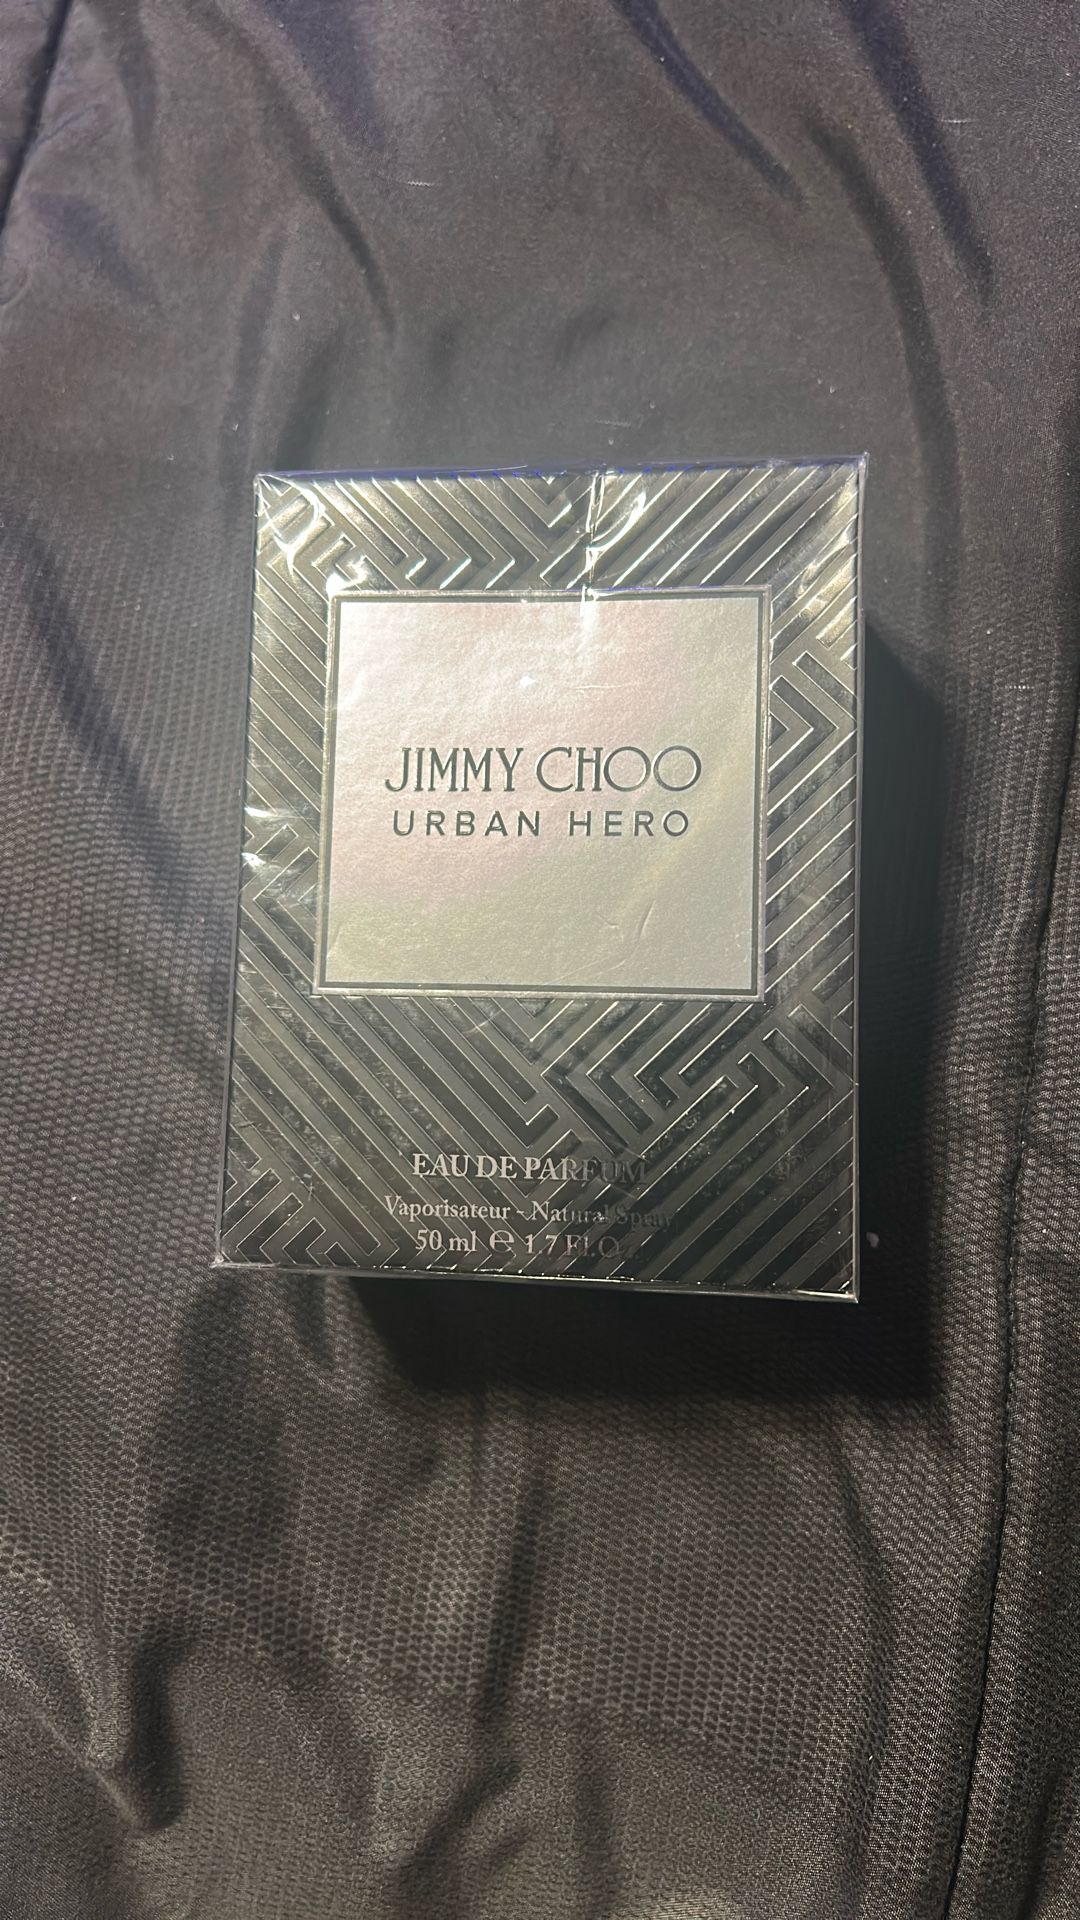 JIMMY CHOO
URBAN HERO
EAU DE PARFUM
Vaporisateur - Natural Spray
50 ml ℮ 1.7 Fl.O